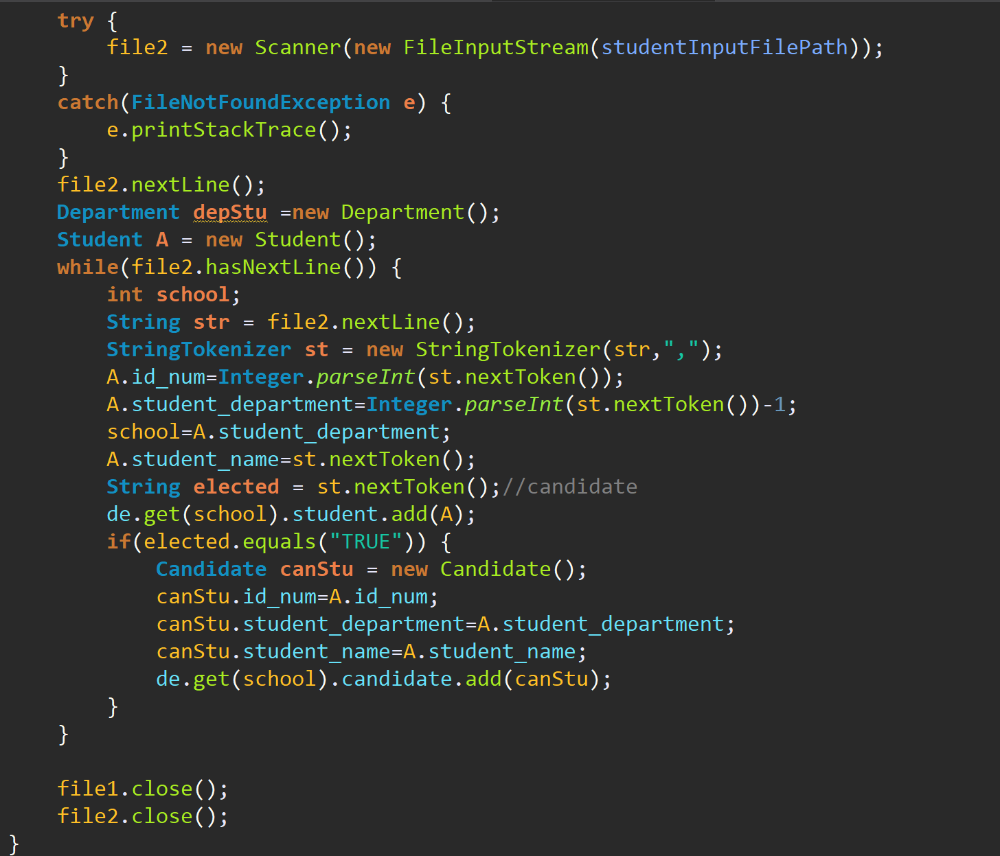 try {
file2 = new Scanner(new FileInputStream(studentInputFilePath));
}
catch(FileNotFoundException e) {
e.printStackTrace();
}
file2.nextLine();
Department depStu =new Department();
Student A = new Student();
while(file2.hasNextLine()) {
int school;
String str = file2.nextLine();
StringTokenizer st = new StringTokenizer(str,",");
A.id_num=Integer.parseInt(st.nextToken());
A.student_department=Integer.parseInt(st.nextToken())-1;
school=A.student_department;
A.student_name=st.nextToken();
String elected = st.nextToken();//candidate
de.get(school).student.add(A);
if(elected.equals("TRUE")) {
Candidate canStu = new Candidate();
canStu.id_num=A.id_num;
canStu.student_department=A.student_department;
canStu.student_name=A.student_name;
de.get(school).candidate.add(canStu);
}
}
file1.close();
file2.close();
}